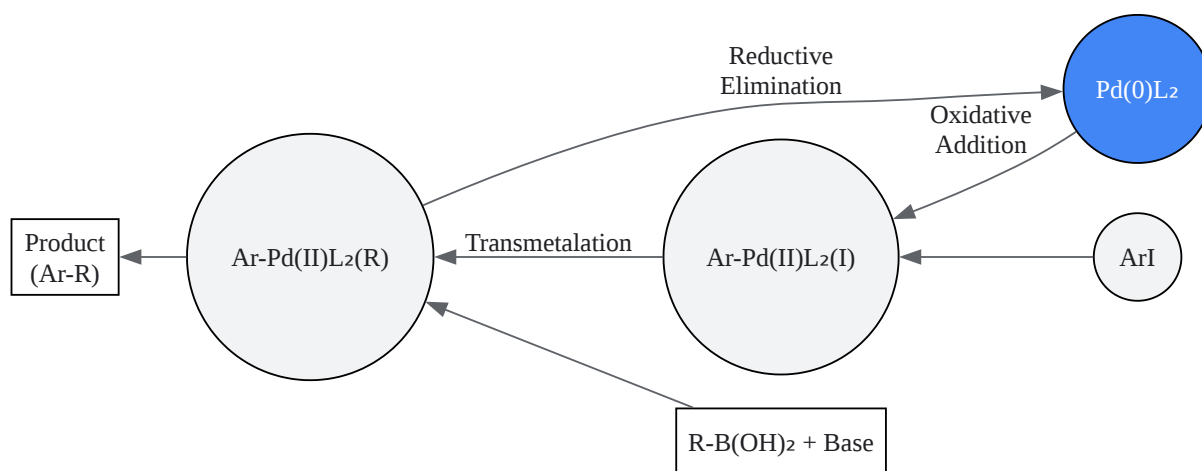 Reductive
Elimination
Pd(0)L₂
Oxidative
Addition
Product
(Ar-R)
Ar-Pd(II)L₂(R)
Transmetalation
Ar-Pd(II)L₂(I)
ArI
R-B(OH)₂ + Base